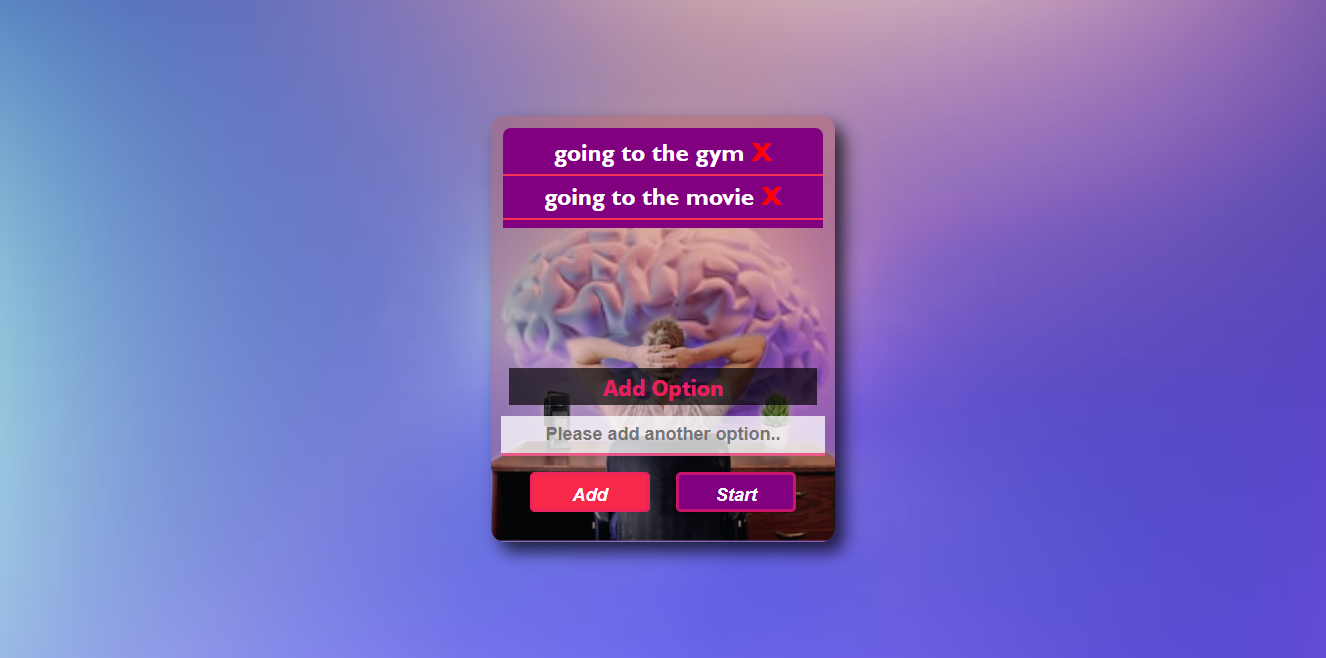 going to the gym X
going to the movie X
Add Option
Please add another option..
Add
Start